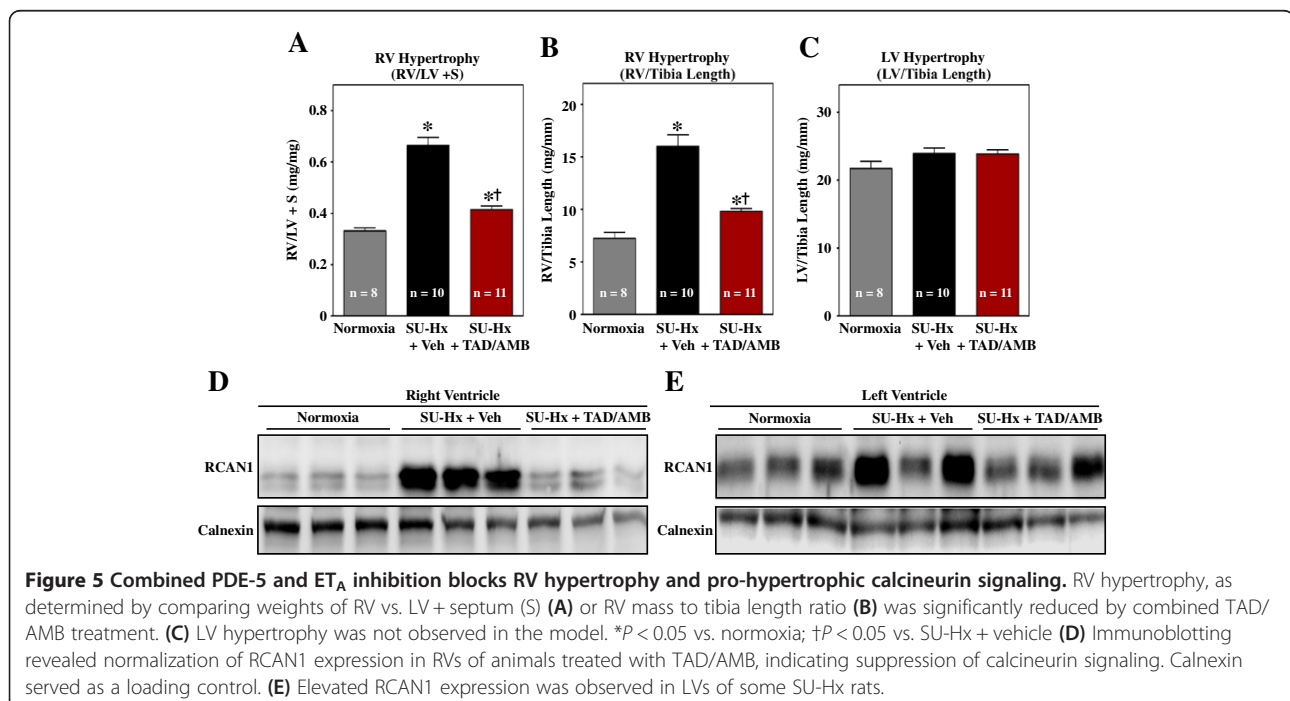 A
RV Hypertrophy
(RV/LV +S)
RV/LV + S (mg/mg)
0.8
0.6
0.4
0.2
0
*
*†
n = 8
n = 10
n = 11
Normoxia
SU-Hx
+ Veh
SU-Hx
+ TAD/AMB
B
RV Hypertrophy
(RV/Tibia Length)
RV/Tibia Length (mg/mm)
20
15
10
5
0
*
*†
n = 8
n = 10
n = 11
Normoxia
SU-Hx
+ Veh
SU-Hx
+ TAD/AMB
C
LV Hypertrophy
(LV/Tibia Length)
LV/Tibia Length (mg/mm)
30
20
10
0
n = 8
n = 10
n = 11
Normoxia
SU-Hx
+ Veh
SU-Hx
+ TAD/AMB
D
Right Ventricle
Normoxia SU-Hx + Veh SU-Hx + TAD/AMB
RCAN1
Calnexin
E
Left Ventricle
Normoxia SU-Hx + Veh SU-Hx + TAD/AMB
RCAN1
Calnexin
Figure 5 Combined PDE-5 and ETA inhibition blocks RV hypertrophy and pro-hypertrophic calcineurin signaling. RV hypertrophy, as
determined by comparing weights of RV vs. LV + septum (S) (A) or RV mass to tibia length ratio (B) was significantly reduced by combined TAD/
AMB treatment. (C) LV hypertrophy was not observed in the model. *P < 0.05 vs. normoxia; †P < 0.05 vs. SU-Hx + vehicle (D) Immunoblotting
revealed normalization of RCAN1 expression in RVs of animals treated with TAD/AMB, indicating suppression of calcineurin signaling. Calnexin
served as a loading control. (E) Elevated RCAN1 expression was observed in LVs of some SU-Hx rats.